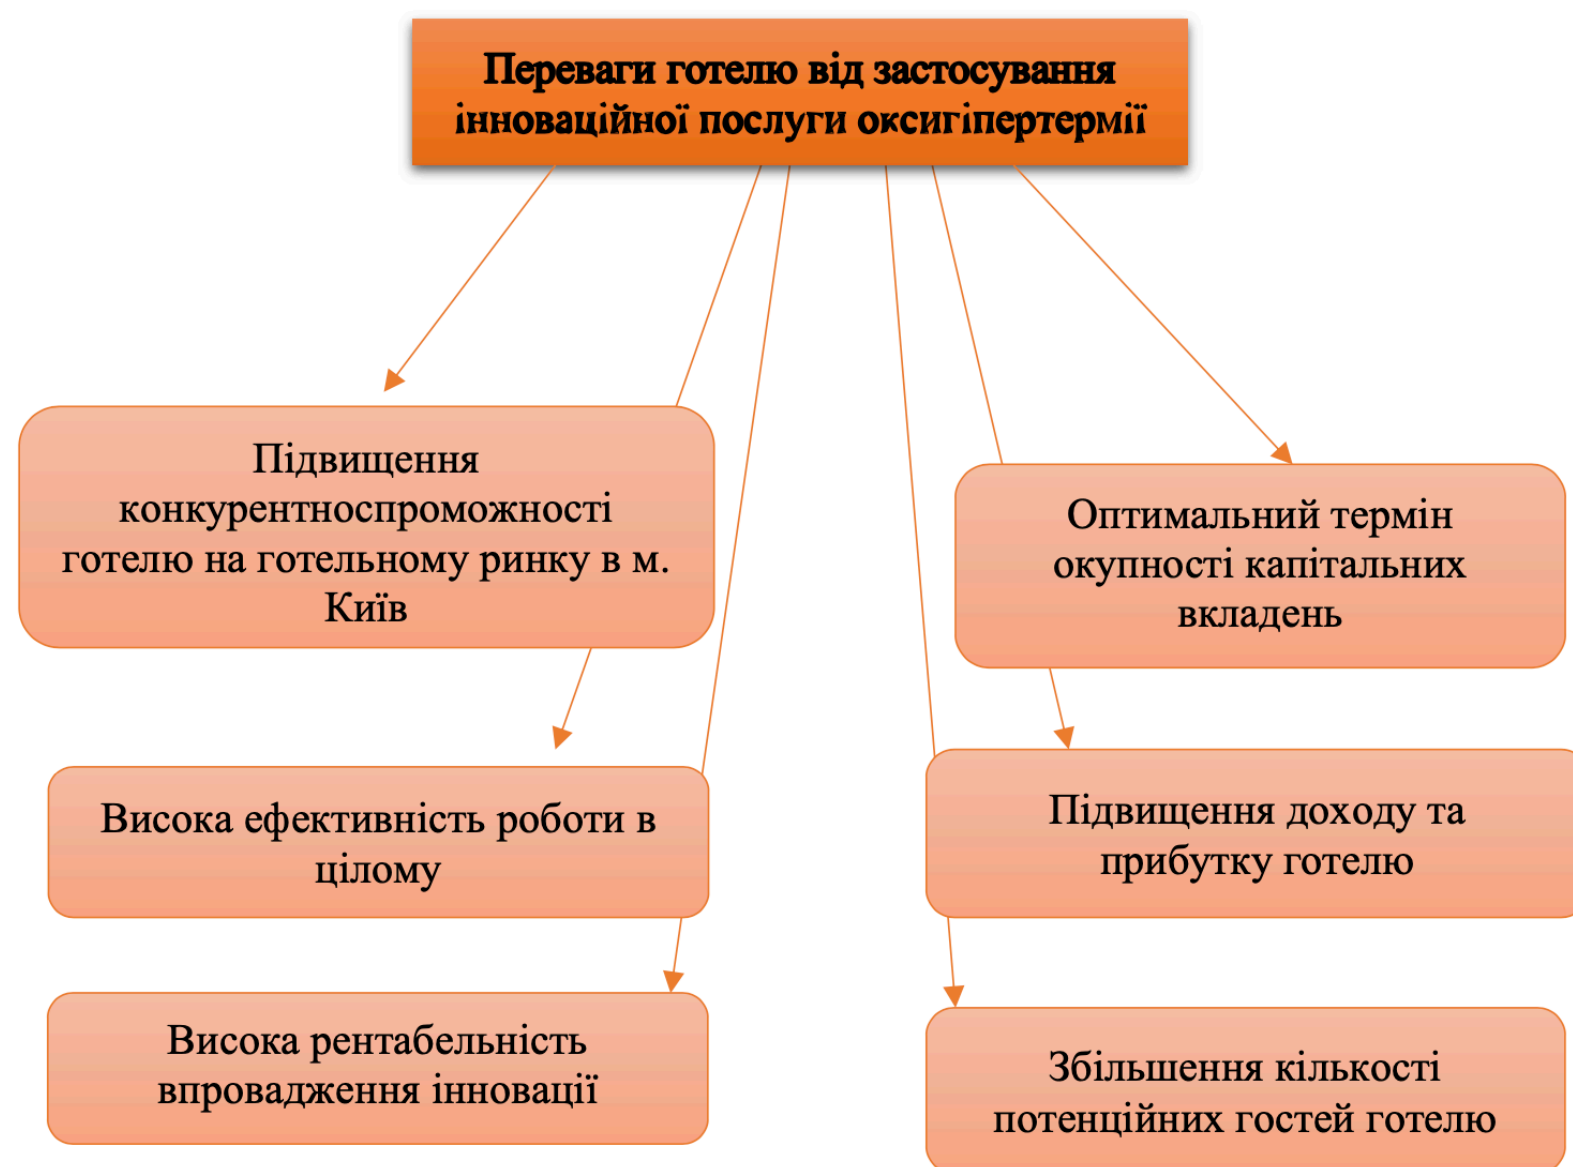 Переваги готелю від застосування
інноваційної послуги оксигіпертермії
Підвищення
конкурентноспроможності
готелю на готельному ринку в м.
Київ
Висока ефективність роботи в
цілому
Висока рентабельність
впровадження інновації
Оптимальний термін
окупності капітальних
вкладень
Підвищення доходу та
прибутку готелю
Збільшення кількості
потенційних гостей готелю